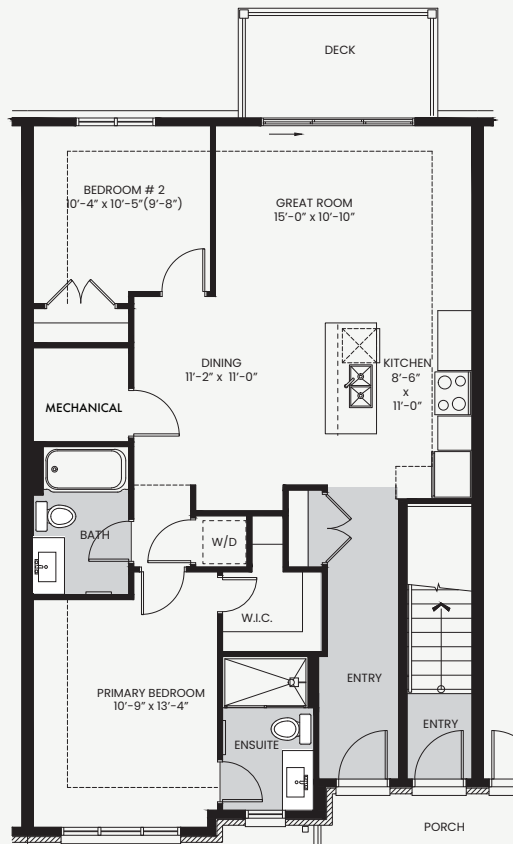 DECK
BEDROOM # 2
10'-4" x 10'-5"(9'-8")
GREAT ROOM
15'-0" x 10'-10"
DINING
11'-2" x 11'-0"
KITCHEN
8'-6"
x
11'-0"
MECHANICAL
BATH
W/D
W.I.C.
PRIMARY BEDROOM
10'-9" x 13'-4"
ENTRY
ENSUITE
ENTRY
PORCH